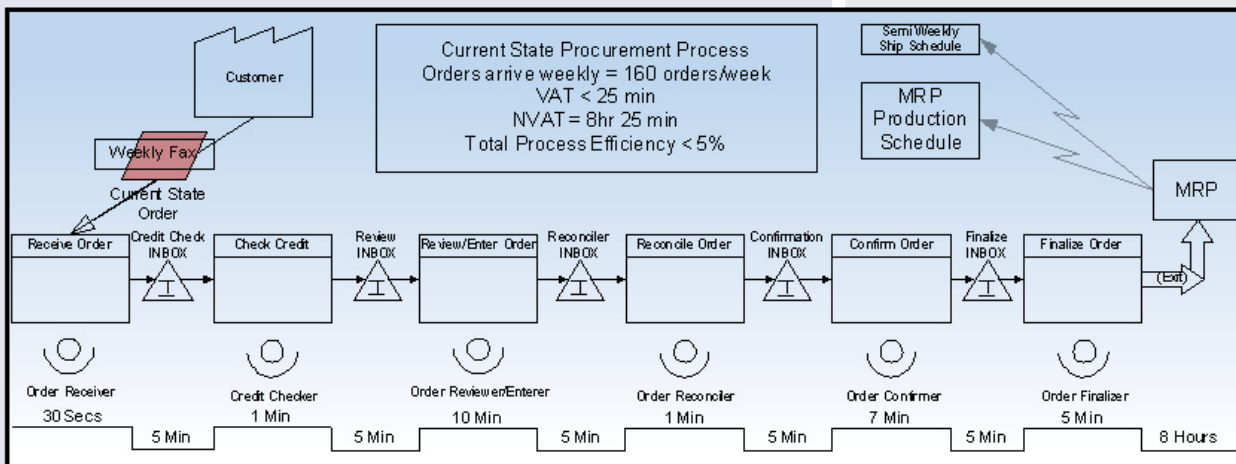 Customer
Weekly Fax
Current State
Order
Current State Procurement Process
Orders arrive weekly = 160 orders/week
VAT < 25 min
NVAT = 8hr 25 min
Total Process Efficiency < 5%
Semi Weekly
Ship Schedule
MRP
Production
Schedule
MRP
Receive Order
Credit Check
INBOX
I
Check Credit
Review
INBOX
I
Review/Enter Order
Reconciler
INBOX
I
Reconcile Order
Confirmation
INBOX
I
Confirm Order
Finalize
INBOX
I
Finalize Order
(Exit)
Order Receiver
Credit Checker
Order Reviewer/Enterer
Order Reconciler
Order Confirmer
Order Finalizer
30 Secs
1 Min
10 Min
1 Min
7 Min
5 Min
5 Min
5 Min
5 Min
5 Min
5 Min
8 Hours